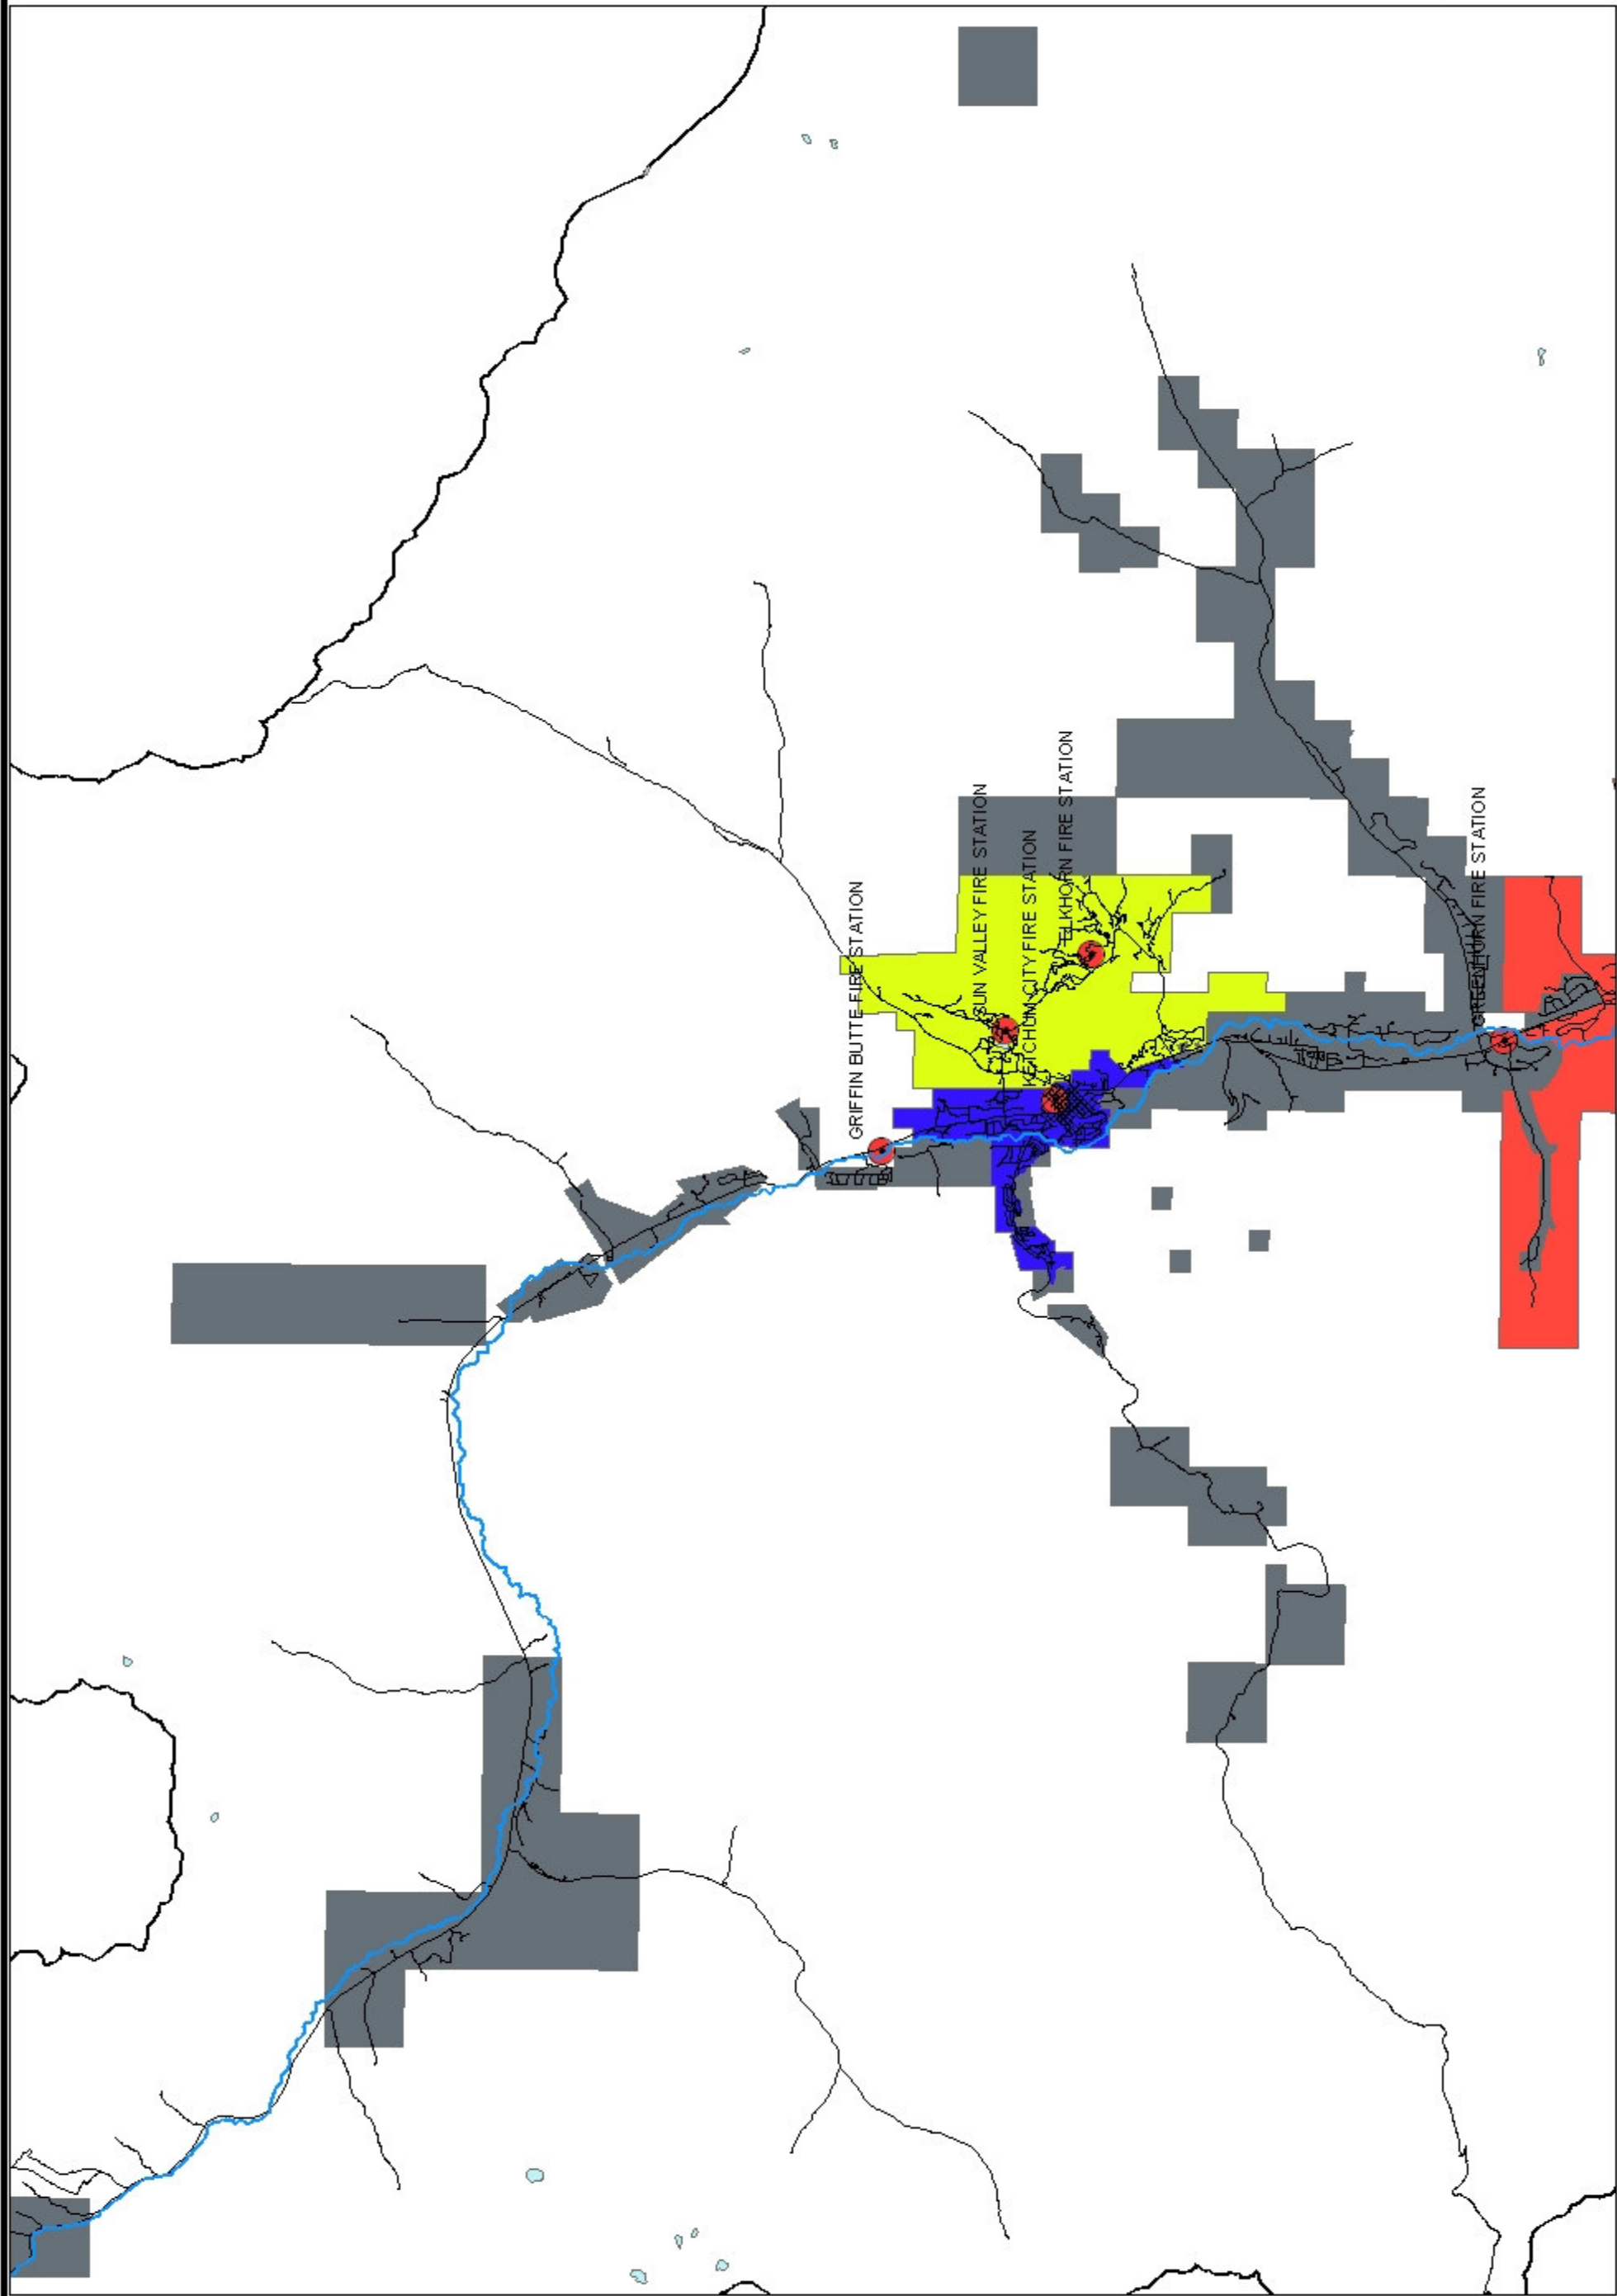 GRIFFIN BUTTE FIRE STATION
SUN VALLEY FIRE STATION
KETCHUM CITY FIRE STATION
ELKHORN FIRE STATION
GREENHORN FIRE STATION